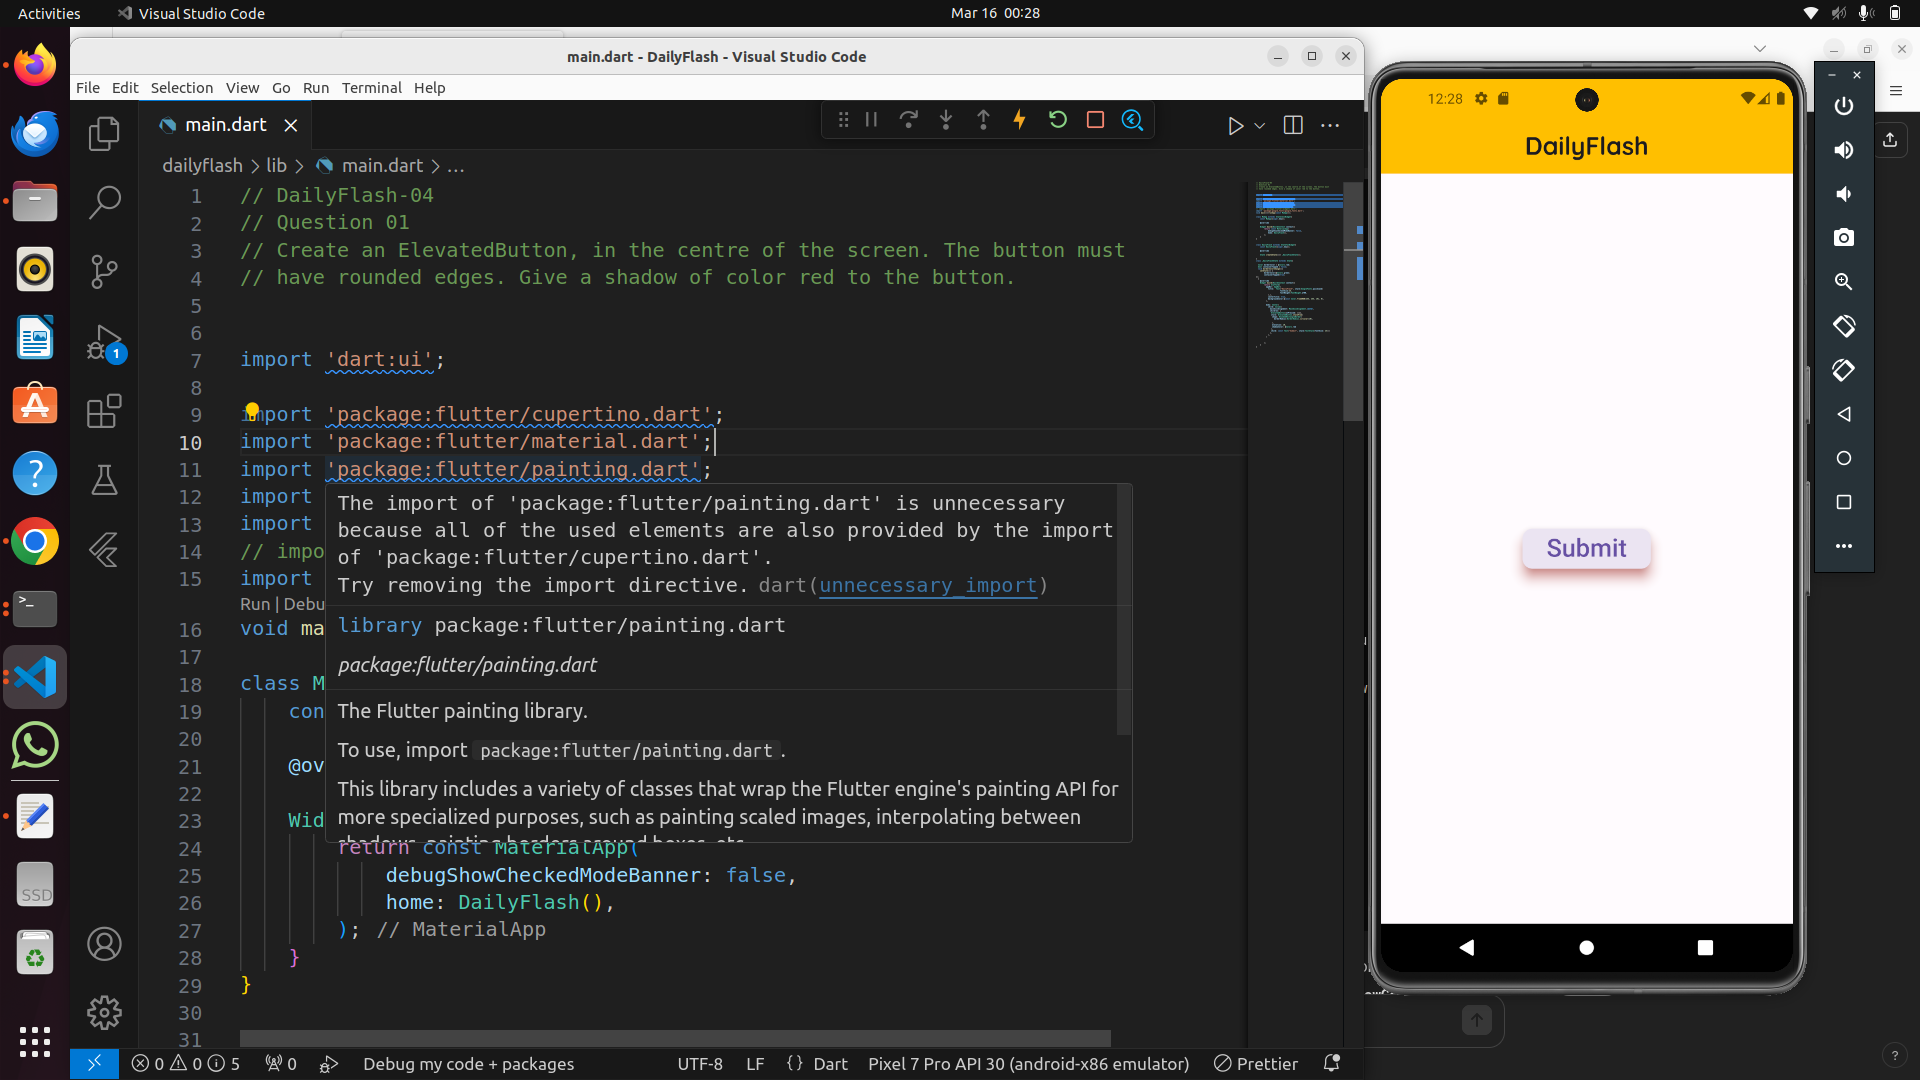 Activities
Visual Studio Code
Mar 16 00:28
main.dart - DailyFlash - Visual Studio Code
File Edit Selection View Go Run Terminal Help
main.dart
dailyflash > lib > main.dart > ...
1 // DailyFlash-04
2 // Question 01
3 // Create an ElevatedButton, in the centre of the screen. The button must
4 // have rounded edges. Give a shadow of color red to the button.
5
6
7 import 'dart:ui';
8
9 import 'package:flutter/cupertino.dart';
10 import 'package:flutter/material.dart';
11 import 'package:flutter/painting.dart';
12 import
13 import
14 // impo
15 import
Run | Debu
16 void ma
17
18 class M
19 con
20
21 @ov
22
23 Wid
24 return const MaterialApp(
25 debugShowCheckedModeBanner: false,
26 home: DailyFlash(),
27 ); // MaterialApp
28 }
29 }
30
31
The import of 'package:flutter/painting.dart' is unnecessary
because all of the used elements are also provided by the import
of 'package:flutter/cupertino.dart'.
Try removing the import directive. dart(unnecessary_import)
library package:flutter/painting.dart
package:flutter/painting.dart
The Flutter painting library.
To use, import package:flutter/painting.dart.
This library includes a variety of classes that wrap the Flutter engine's painting API for
more specialized purposes, such as painting scaled images, interpolating between
shadows, painting borders around boxes, etc.
1
SSD
0 0 5 0 Debug my code + packages
UTF-8 LF {} Dart Pixel 7 Pro API 30 (android-x86 emulator) Prettier
12:28
DailyFlash
Submit
?